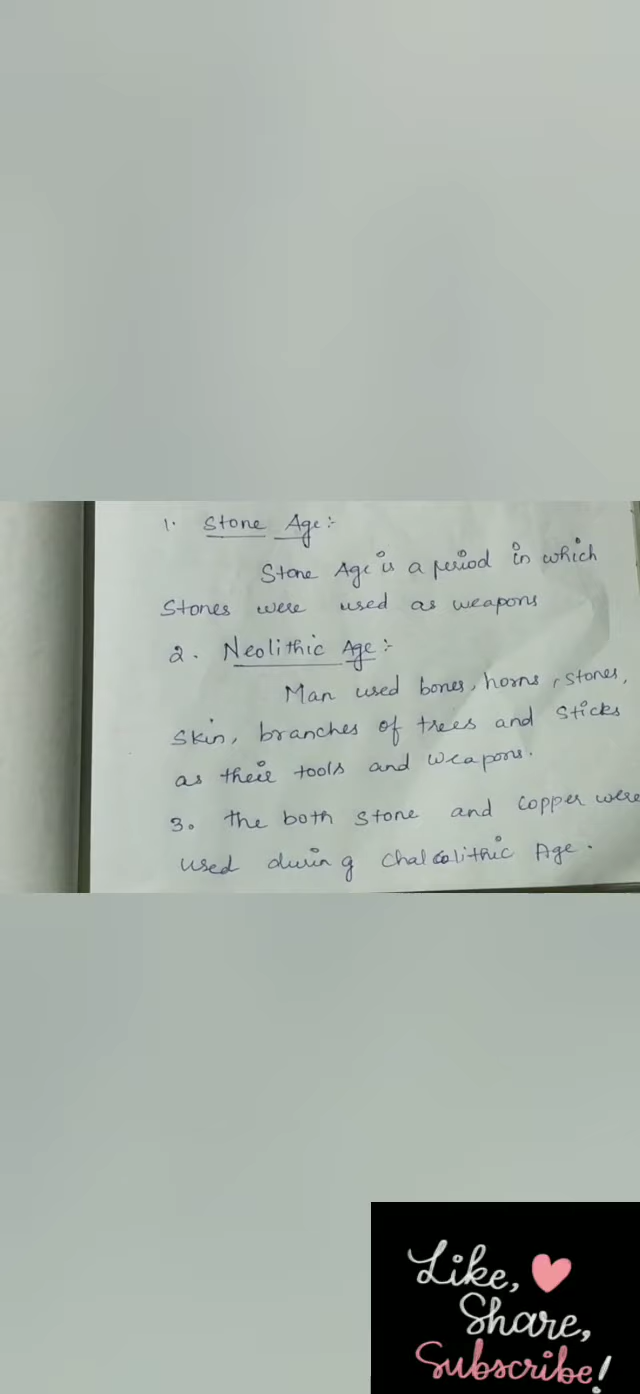 1. Stone Age :-
Stone Age is a period in which
Stones were used as weapons
2. Neolithic Age :-
Man used bones, horns, stones,
Skin, branches of trees and Sticks
as their tools and weapons.
3. The both Stone and Copper were
used during Chalcolithic Age.
Like,
Share,
Subscribe!